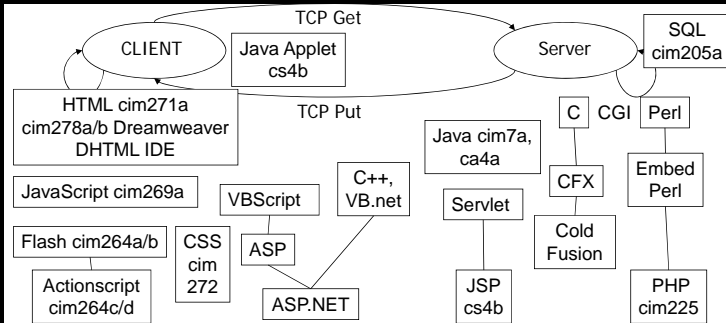 TCP Get
CLIENT
Java Applet
cs4b
Server
SQL
cim205a
TCP Put
HTML cim271a
cim278a/b Dreamweaver
DHTML IDE
C
CGI
Perl
Java cim7a,
ca4a
JavaScript cim269a
VBScript
C++,
VB.net
Servlet
CFX
Embed
Perl
Flash cim264a/b
CSS
cim
272
ASP
Cold
Fusion
Actionscript
cim264c/d
ASP.NET
JSP
cs4b
PHP
cim225